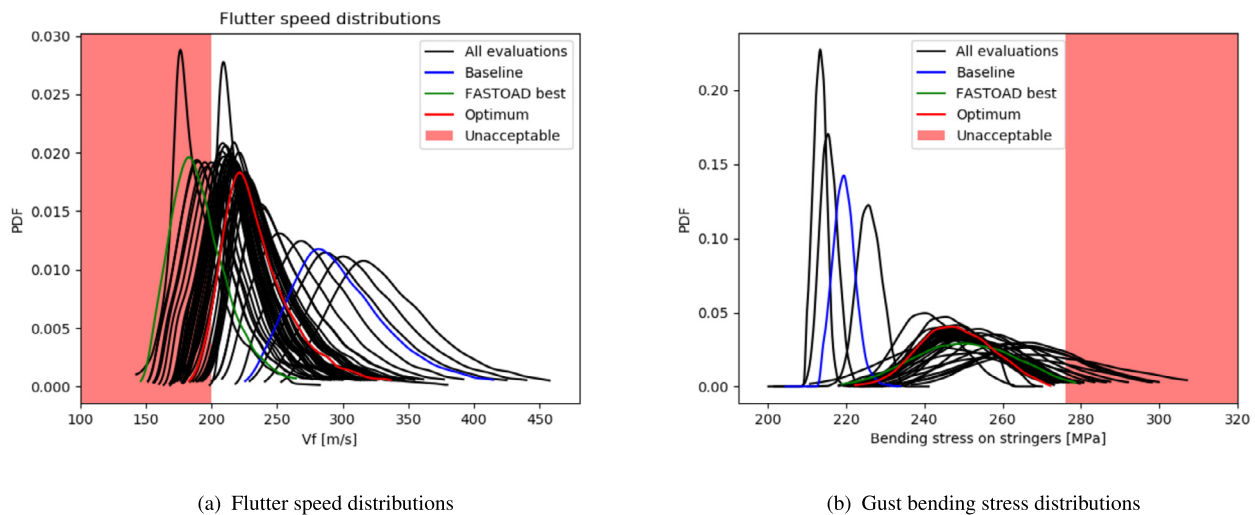 Flutter speed distributions
0.030
0.025
0.020
0.015
0.010
0.005
0.000
PDF
All evaluations
Baseline
FASTOAD best
Optimum
Unacceptable
100 150 200 250 300 350 400 450
Vf [m/s]
(a) Flutter speed distributions
0.20
0.15
0.10
0.05
0.00
PDF
All evaluations
Baseline
FASTOAD best
Optimum
Unacceptable
200 220 240 260 280 300 320
Bending stress on stringers [MPa]
(b) Gust bending stress distributions